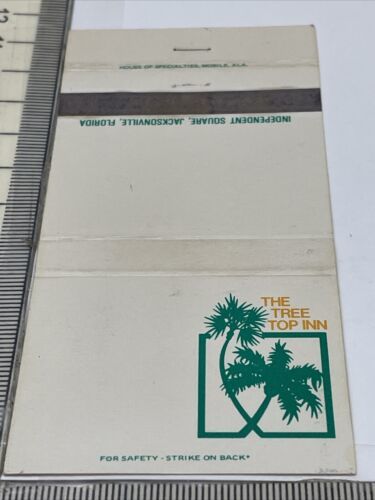 HOUSE OF SPECIALTIES, MOBILE, ALA.
INDEPENDENT SQUARE, JACKSONVILLE, FLORIDA
THE
TREE
TOP INN
FOR SAFETY - STRIKE ON BACK*